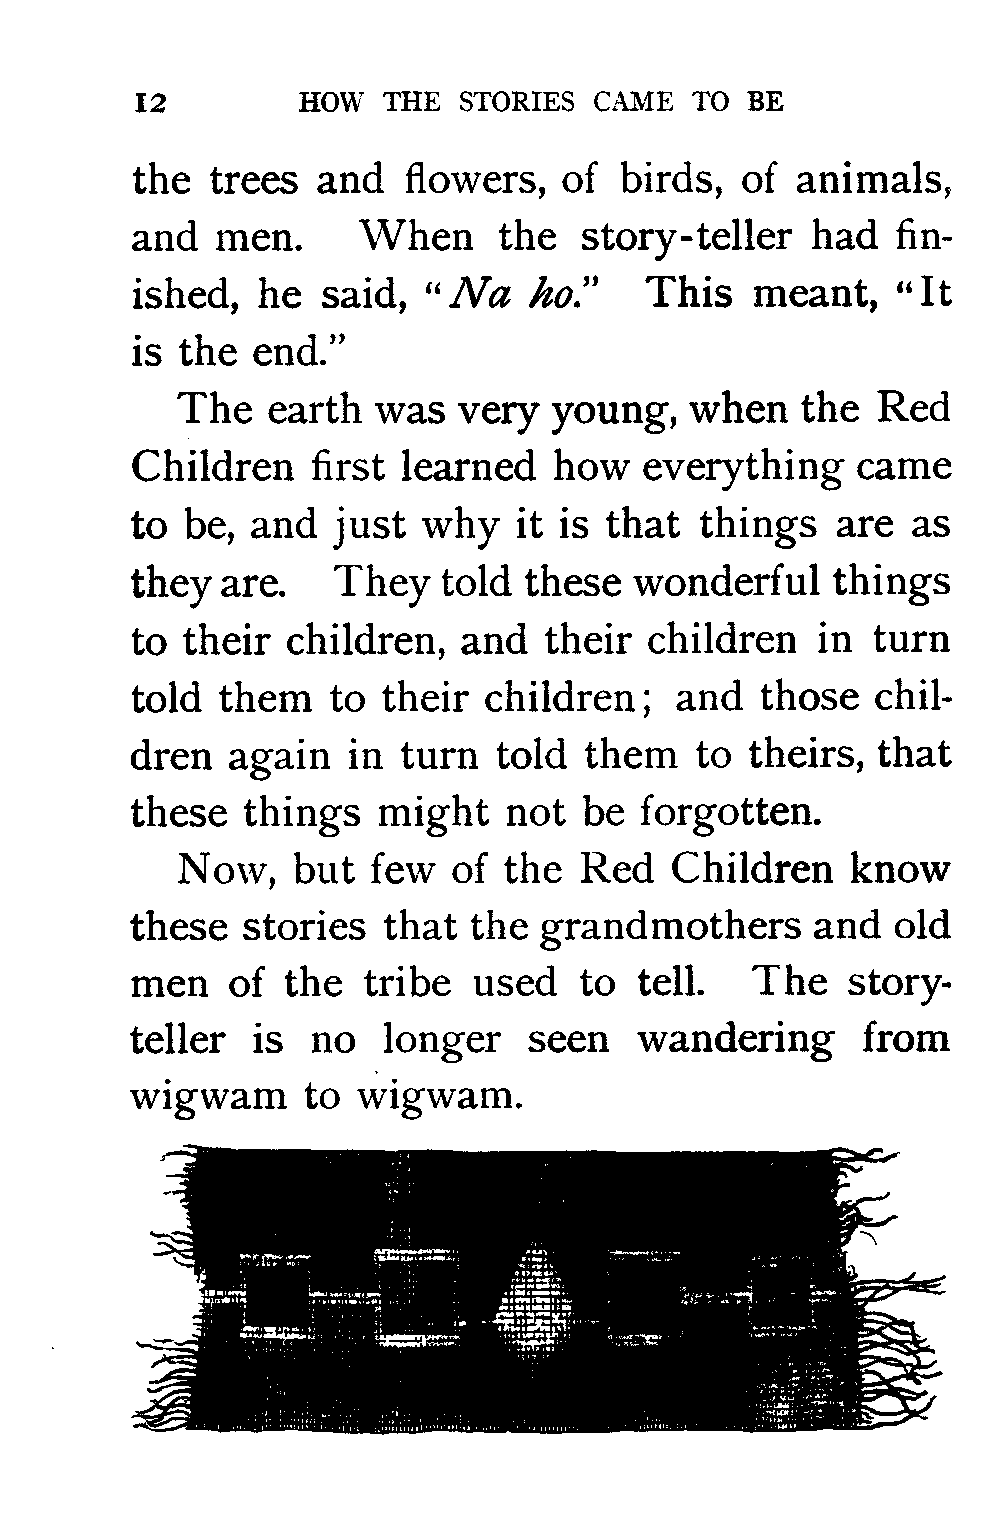 12 HOW THE STORIES CAME TO BE
the trees and flowers, of birds, of animals,
and men. When the story-teller had fin-
ished, he said, “Na ho.” This meant, “It
is the end.”
The earth was very young, when the Red
Children first learned how everything came
to be, and just why it is that things are as
they are. They told these wonderful things
to their children, and their children in turn
told them to their children; and those chil-
dren again in turn told them to theirs, that
these things might not be forgotten.
Now, but few of the Red Children know
these stories that the grandmothers and old
men of the tribe used to tell. The story-
teller is no longer seen wandering from
wigwam to wigwam.